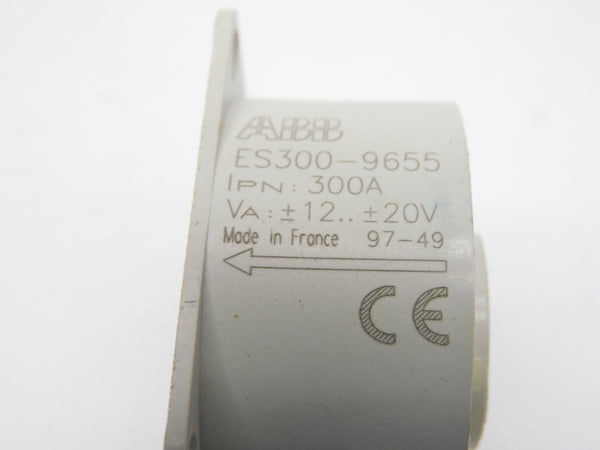 ABB
ES300-9655
IPN: 300A
VA: ±12.. ±20V
Made in France 97-49
CE